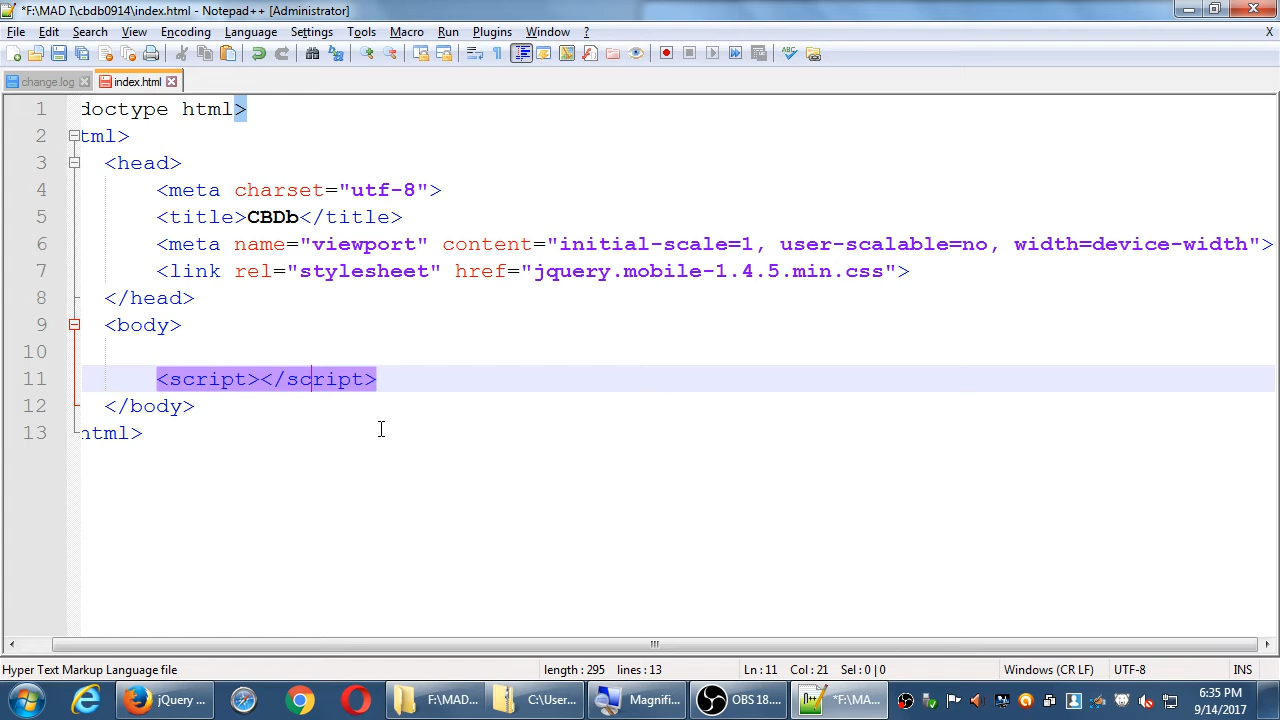 *F:\MAD I\cbdb0914\index.html - Notepad++ [Administrator]
File Edit Search View Encoding Language Settings Tools Macro Run Plugins Window ? X
change.log index.html
1 doctype html>
2 tml>
3 <head>
4 <meta charset="utf-8">
5 <title>CBDb</title>
6 <meta name="viewport" content="initial-scale=1, user-scalable=no, width=device-width">
7 <link rel="stylesheet" href="jquery.mobile-1.4.5.min.css">
8 </head>
9 <body>
10
11 <script></script>
12 </body>
13 html>
Hyper Text Markup Language file length : 295 lines : 13 Ln : 11 Col : 21 Sel : 0 | 0 Windows (CR LF) UTF-8 INS
jQuery ... F:\MAD... C:\User... Magnifi... OBS 18.... *F:\MA... 6:35 PM
9/14/2017